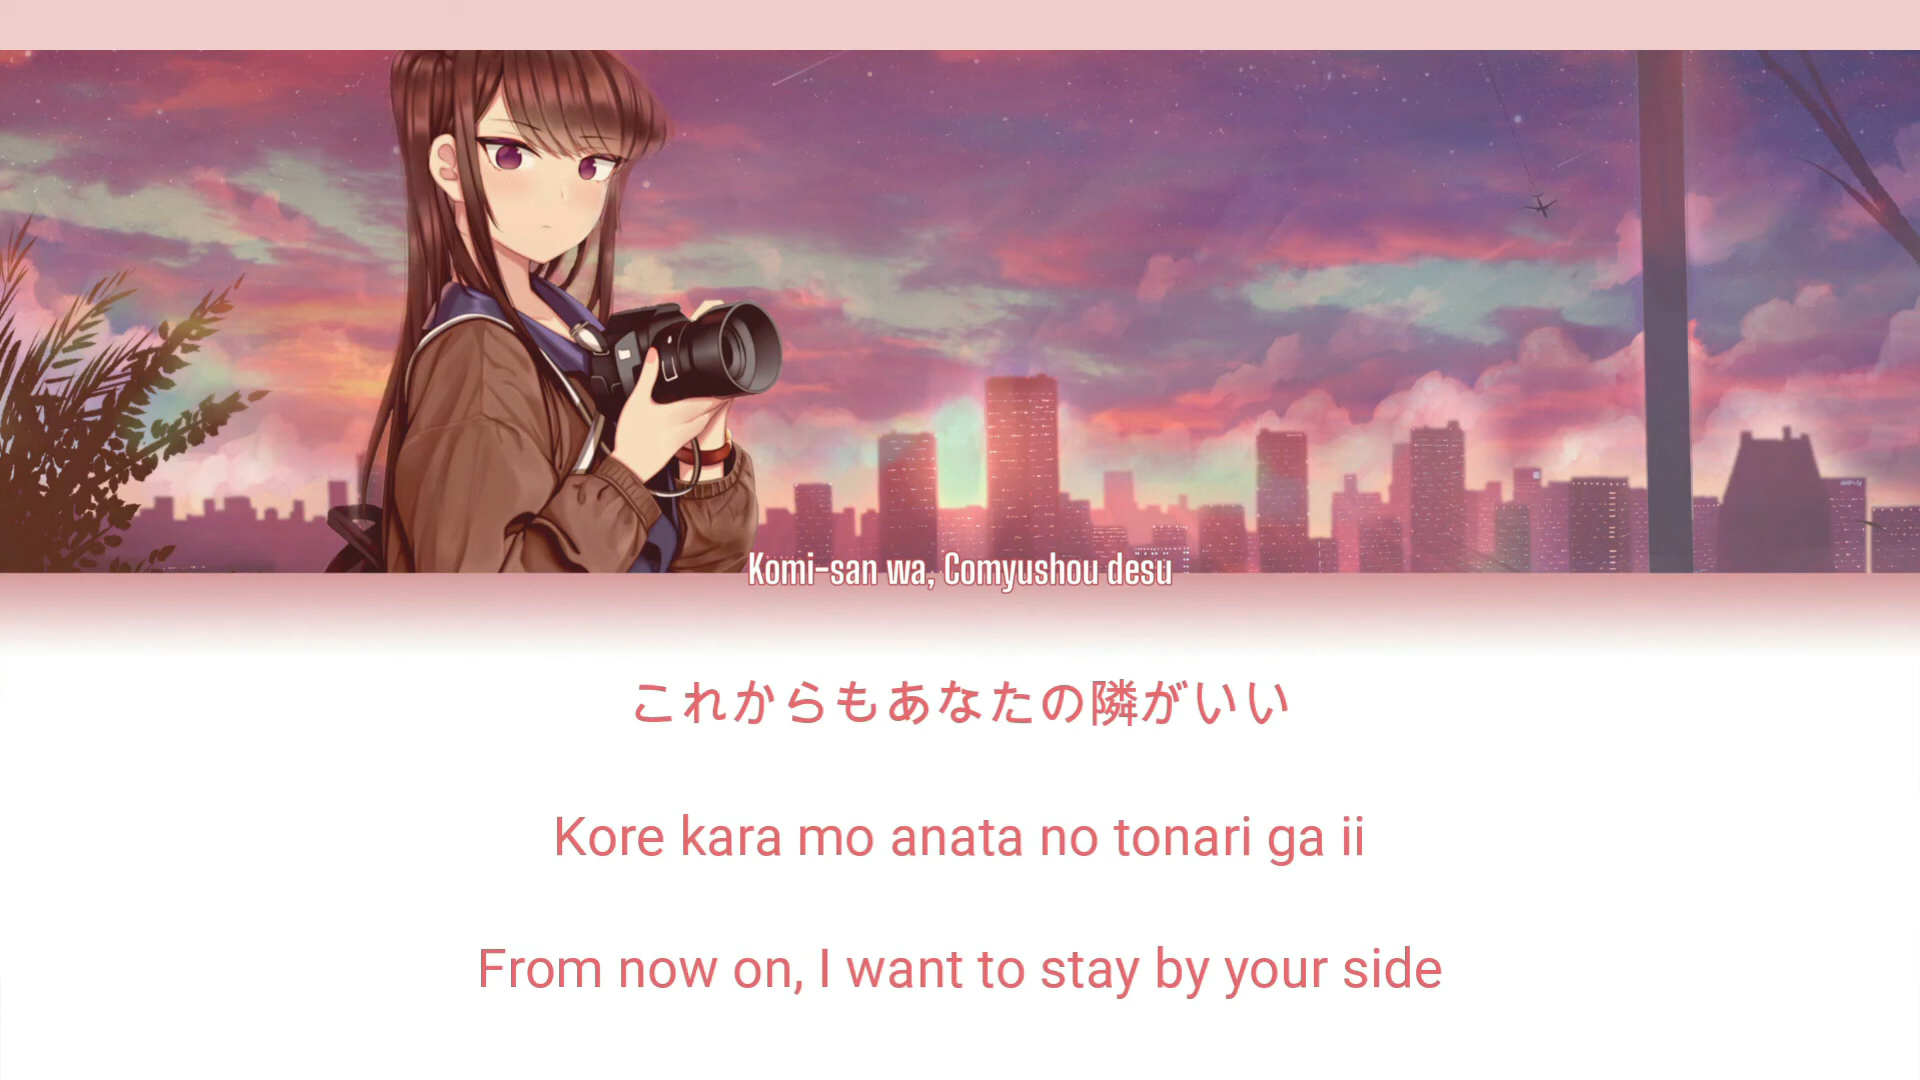 Komi-san wa, Comyushou desu
これからもあなたの隣がいい
Kore kara mo anata no tonari ga ii
From now on, I want to stay by your side